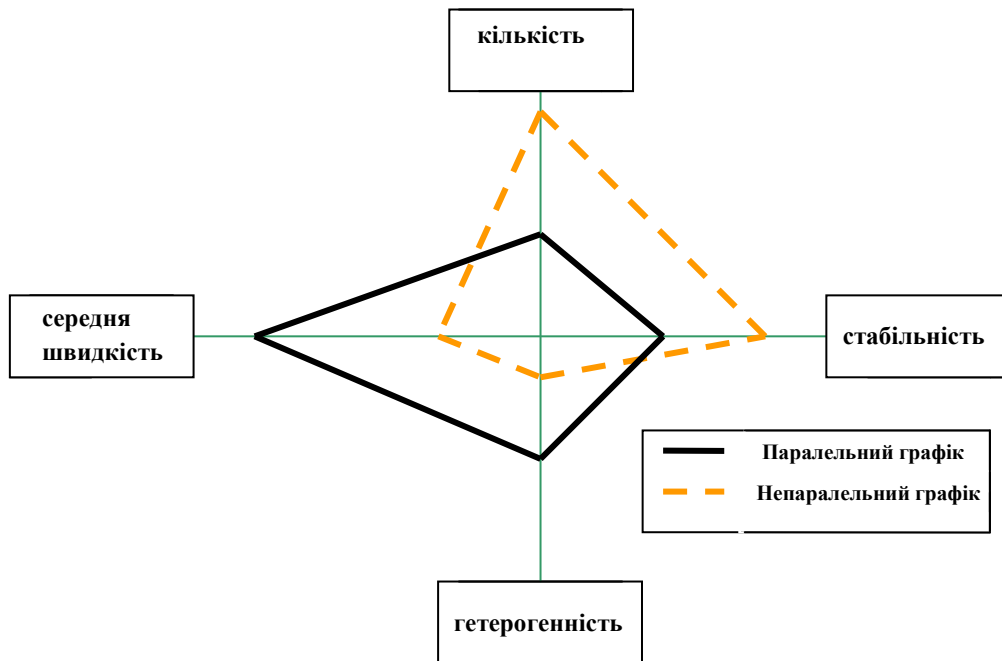 кількість
середня
швидкість
стабільність
Паралельний графік
Непаралельний графік
гетерогенність